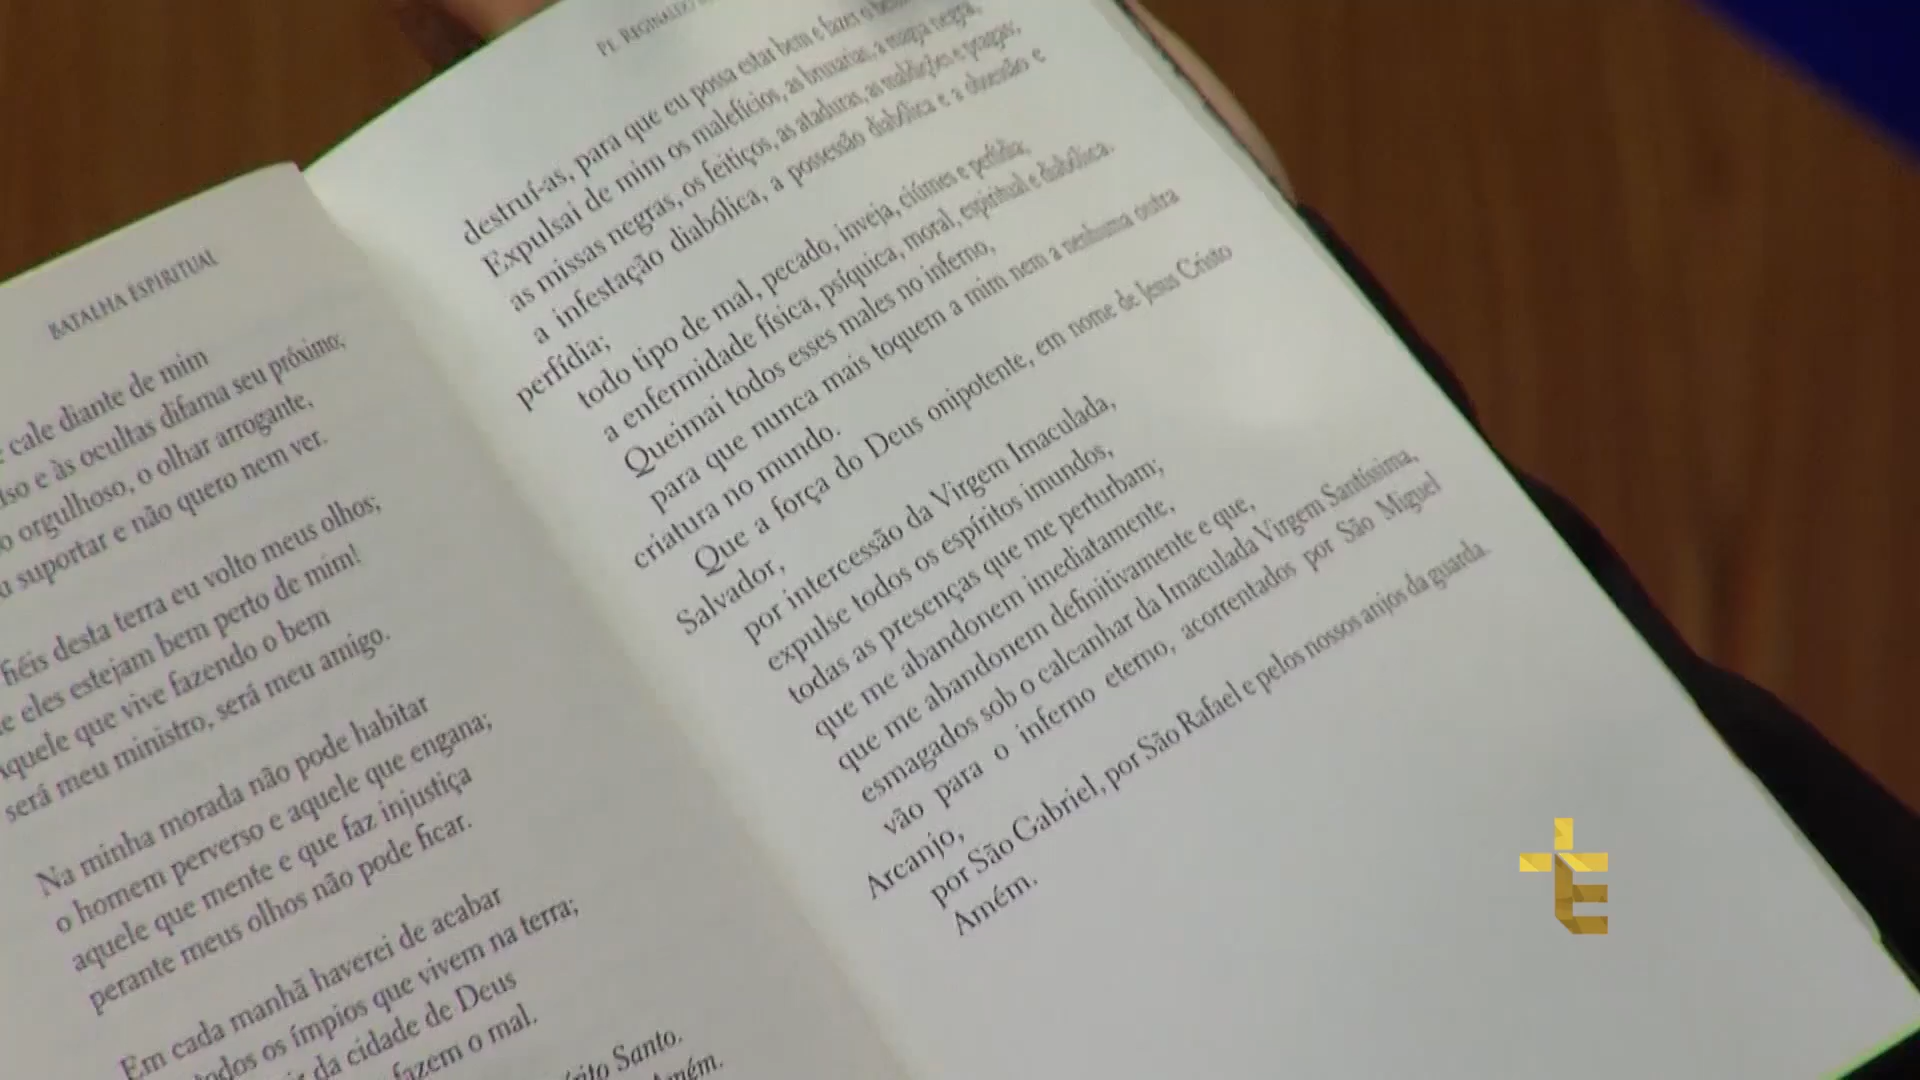 BATALHA ESPIRITUAL
cale diante de mim
e às ocultas difama seu próximo;
orgulhoso, o olhar arrogante,
suportar e não quero nem ver.
fiéis desta terra eu volto meus olhos;
eles estejam bem perto de mim!
Aquele que vive fazendo o bem
será meu ministro, será meu amigo.
Na minha morada não pode habitar
o homem perverso e aquele que engana;
aquele que mente e que faz injustiça
perante meus olhos não pode ficar.
Em cada manhã haverei de acabar
os ímpios que vivem na terra;
da cidade de Deus
fazem o mal.
Santo.
PE. REGINALDO
destruí-as, para que eu possa estar bem e fazer o
Expulsai de mim os malefícios, as bruxarias, a magia negra,
as missas negras, os feitiços, as ataduras, as maldições e pragas;
a infestação diabólica, a possessão diabólica e a obsessão e
perfídia;
todo tipo de mal, pecado, inveja, ciúmes e perfídia;
a enfermidade física, psíquica, moral, espiritual e diabólica.
Queimai todos esses males no inferno,
para que nunca mais toquem a mim nem a nenhuma outra
criatura no mundo.
Que a força do Deus onipotente, em nome de Jesus Cristo
Salvador,
por intercessão da Virgem Imaculada,
expulse todos os espíritos imundos,
todas as presenças que me perturbam;
que me abandonem imediatamente,
que me abandonem definitivamente e que,
esmagados sob o calcanhar da Imaculada Virgem Santíssima,
vão para o inferno eterno, acorrentados por São Miguel
Arcanjo,
por São Gabriel, por São Rafael e pelos nossos anjos da guarda.
Amém.